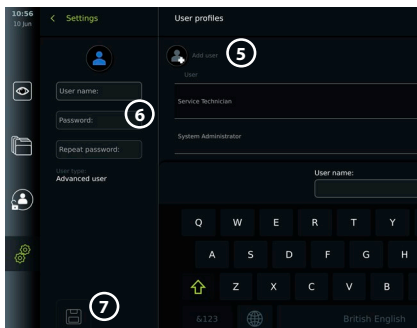 10:56
10 Jun
Settings
User profiles
Add user
5
User
User name:
Service Technician
Password:
6
System Administrator
Repeat password:
User type:
Advanced user
User name:
Q W E R T Y
A S D F G H
Z X C V B
7
&123
British English